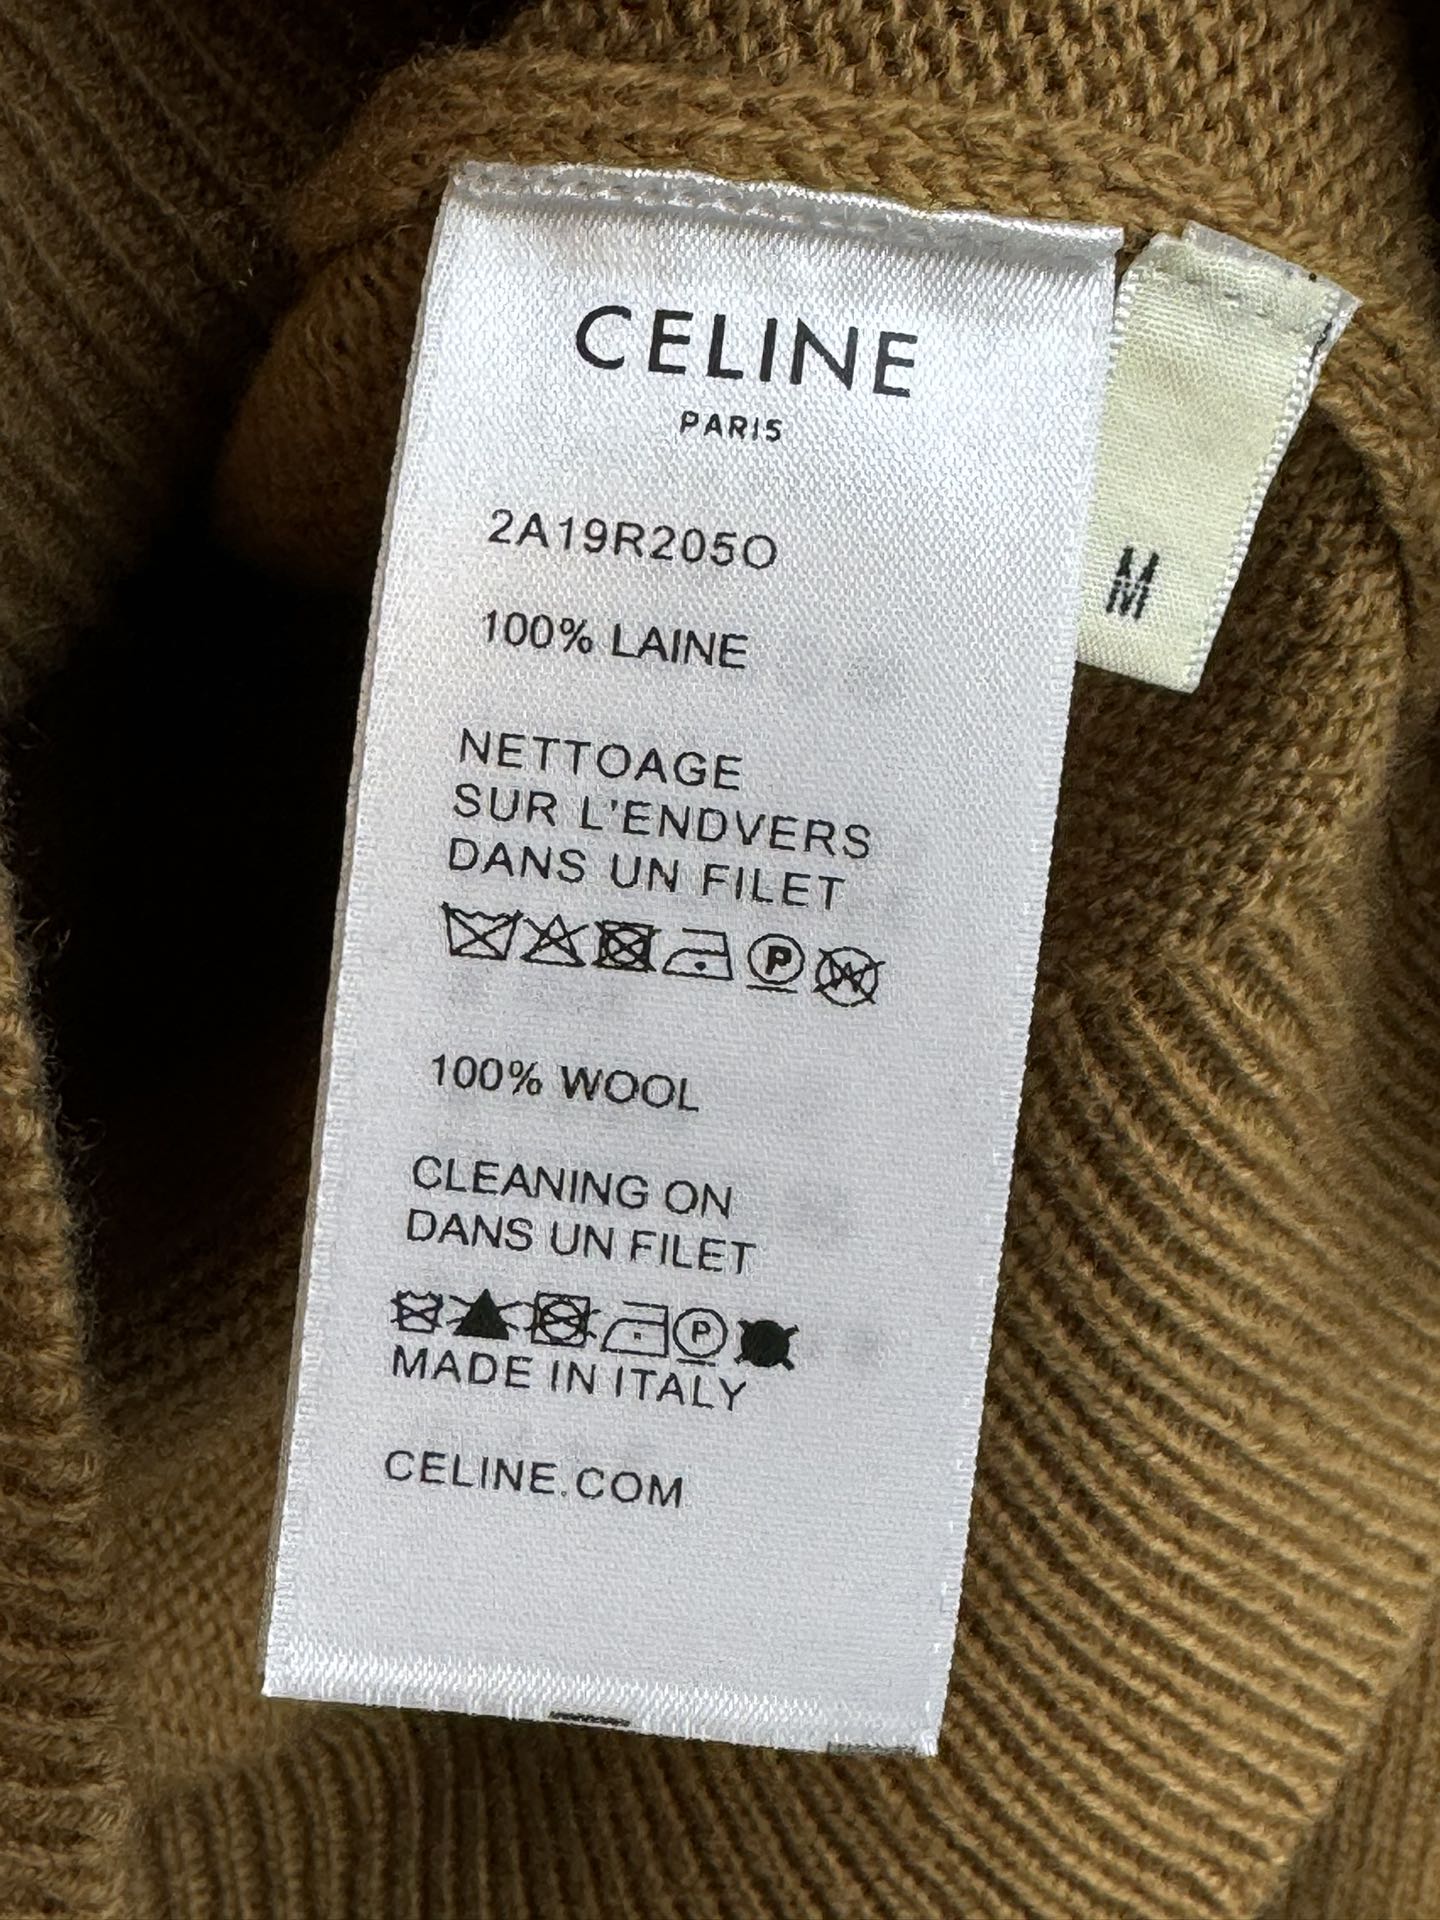 CELINE
PARIS
2A19R205O
100% LAINE
M
NETTOAGE
SUR L'ENDVERS
DANS UN FILET
P W
100% WOOL
CLEANING ON
DANS UN FILET
P
MADE IN ITALY
CELINE.COM